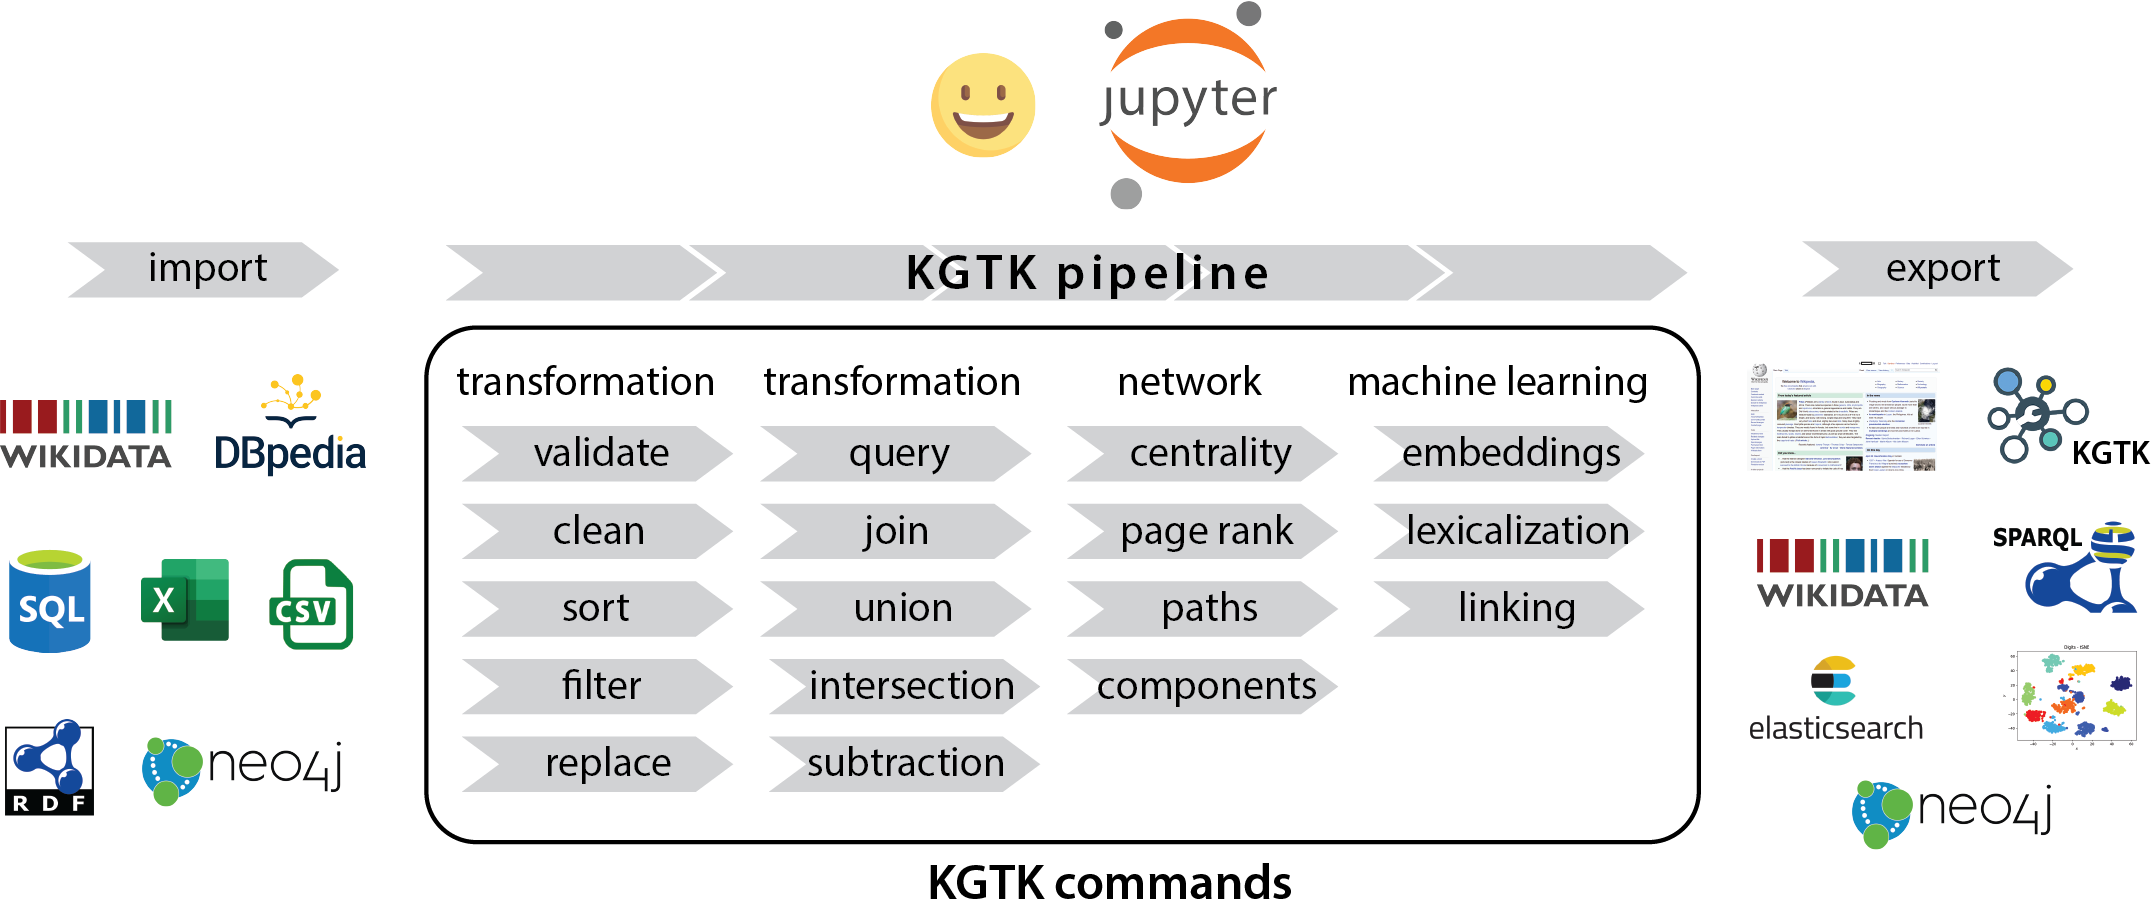 jupyter
import
KGTK pipeline
export
transformation
transformation
network
machine learning
validate
query
centrality
embeddings
clean
join
page rank
lexicalization
sort
union
paths
linking
filter
intersection
components
replace
subtraction
KGTK commands
WIKIDATA
DBpedia
SQL
X
CSV
RDF
neo4j
KGTK
WIKIDATA
SPARQL
elasticsearch
neo4j